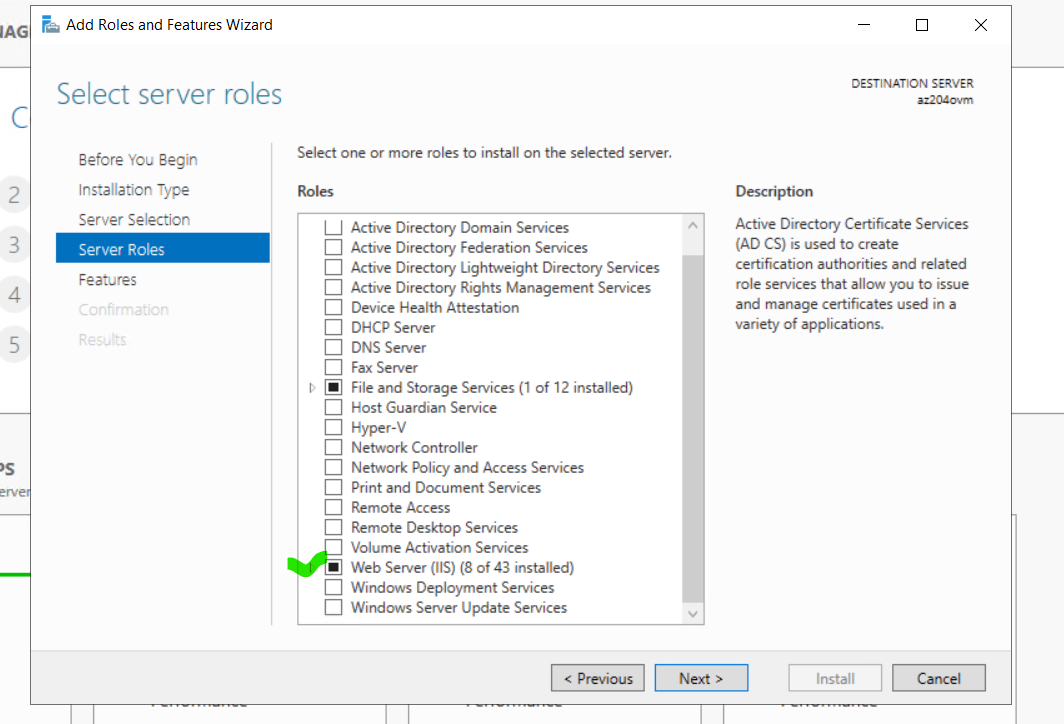 Add Roles and Features Wizard
Select server roles
DESTINATION SERVER
az204ovm
Before You Begin
Installation Type
Server Selection
Server Roles
Features
Confirmation
Results
Select one or more roles to install on the selected server.
Roles
Active Directory Domain Services
Active Directory Federation Services
Active Directory Lightweight Directory Services
Active Directory Rights Management Services
Device Health Attestation
DHCP Server
DNS Server
Fax Server
File and Storage Services (1 of 12 installed)
Host Guardian Service
Hyper-V
Network Controller
Network Policy and Access Services
Print and Document Services
Remote Access
Remote Desktop Services
Volume Activation Services
Web Server (IIS) (8 of 43 installed)
Windows Deployment Services
Windows Server Update Services
Description
Active Directory Certificate Services
(AD CS) is used to create
certification authorities and related
role services that allow you to issue
and manage certificates used in a
variety of applications.
< Previous
Next >
Install
Cancel
2
3
4
5
Performance
Performance
Performance